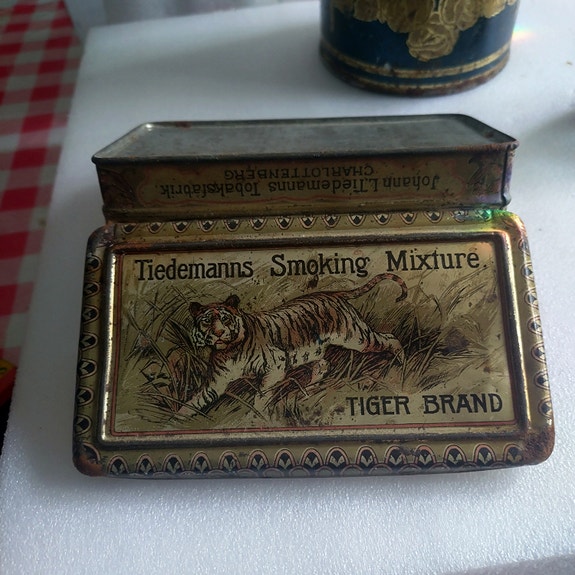 Johann L. Tiedemanns Tobaksfabrik
CHARLOTTENBERG
Tiedemanns Smoking Mixture
TIGER BRAND